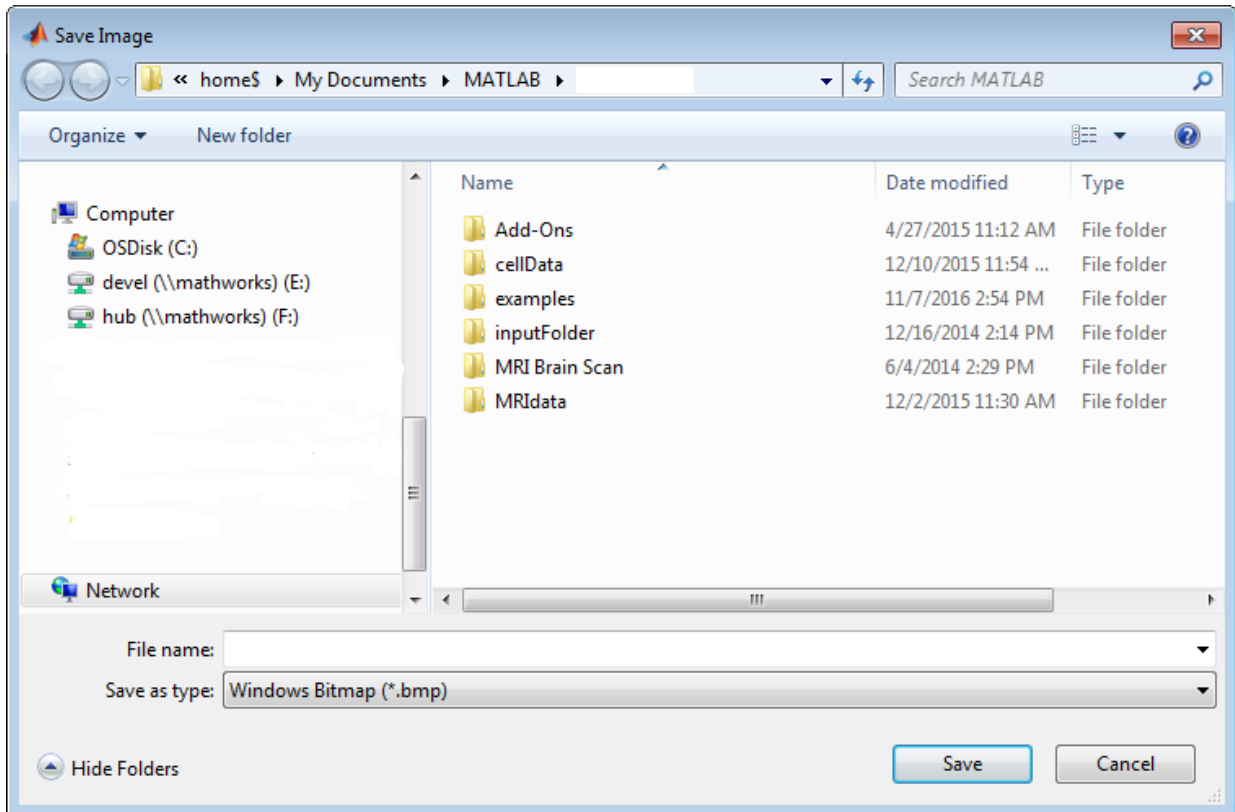 Save Image
« home$ ▸ My Documents ▸ MATLAB ▸ Search MATLAB
Organize New folder
Name Date modified Type
Computer
OSDisk (C:)
devel (\\mathworks) (E:)
hub (\\mathworks) (F:)
Network
Add-Ons 4/27/2015 11:12 AM File folder
cellData 12/10/2015 11:54 ... File folder
examples 11/7/2016 2:54 PM File folder
inputFolder 12/16/2014 2:14 PM File folder
MRI Brain Scan 6/4/2014 2:29 PM File folder
MRIdata 12/2/2015 11:30 AM File folder
File name:
Save as type: Windows Bitmap (*.bmp)
Hide Folders Save Cancel